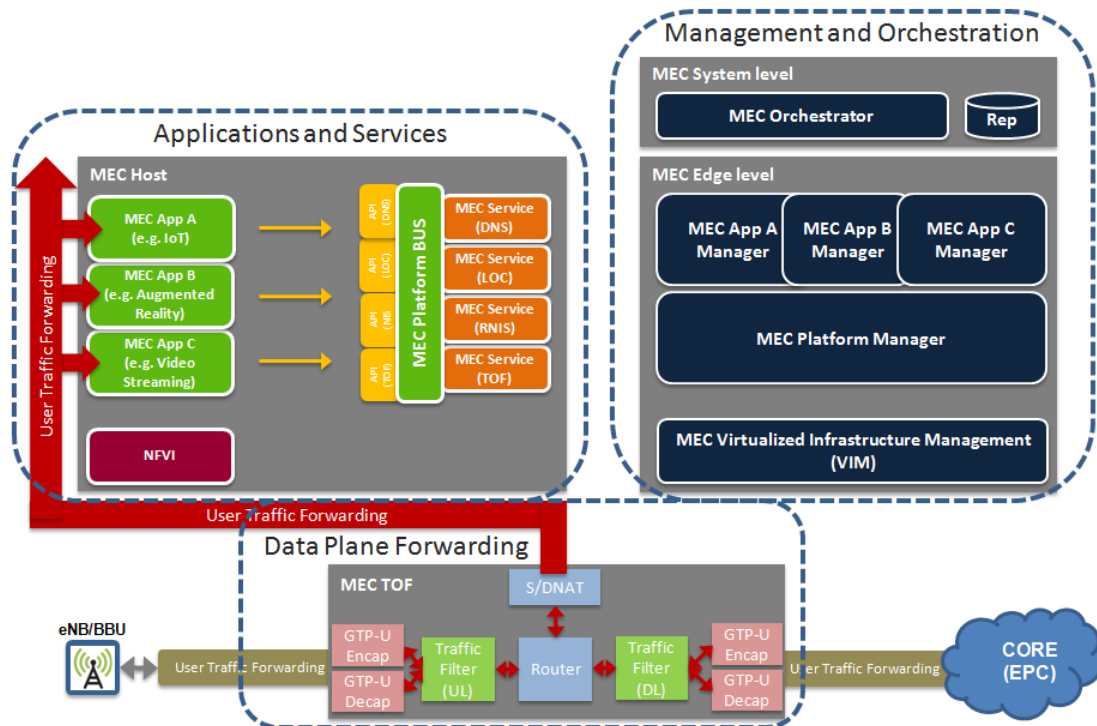 Management and Orchestration
MEC System level
MEC Orchestrator
Rep
Applications and Services
MEC Host
MEC Edge level
MEC App A
(e.g. IoT)
MEC App B
(e.g. Augmented
Reality)
MEC App C
(e.g. Video
Streaming)
NFVI
API
(DNS)
API
(LOC)
API
(NIS
API
(TOF)
MEC Platform BUS
MEC Service
(DNS)
MEC Service
(LOC)
MEC Service
(RNIS)
MEC Service
(TOF)
MEC App A
Manager
MEC App B
Manager
MEC App C
Manager
MEC Platform Manager
MEC Virtualized Infrastructure Management
(VIM)
User Traffic Forwarding
User Traffic Forwarding
Data Plane Forwarding
MEC TOF
S/DNAT
eNB/BBU
User Traffic Forwarding
GTP-U
Encap
GTP-U
Decap
Traffic
Filter
(UL)
Router
Traffic
Filter
(DL)
GTP-U
Encap
GTP-U
Decap
User Traffic Forwarding
CORE
(EPC)